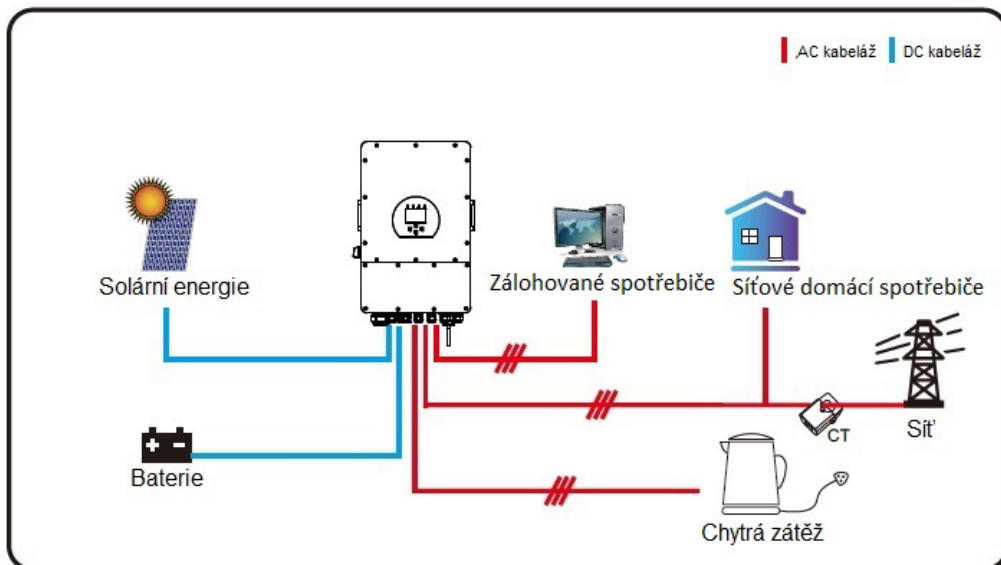 AC kabeláž DC kabeláž
Solární energie
Zálohované spotřebiče
Síťové domácí spotřebiče
CT
Síť
Baterie
Chytrá zátěž